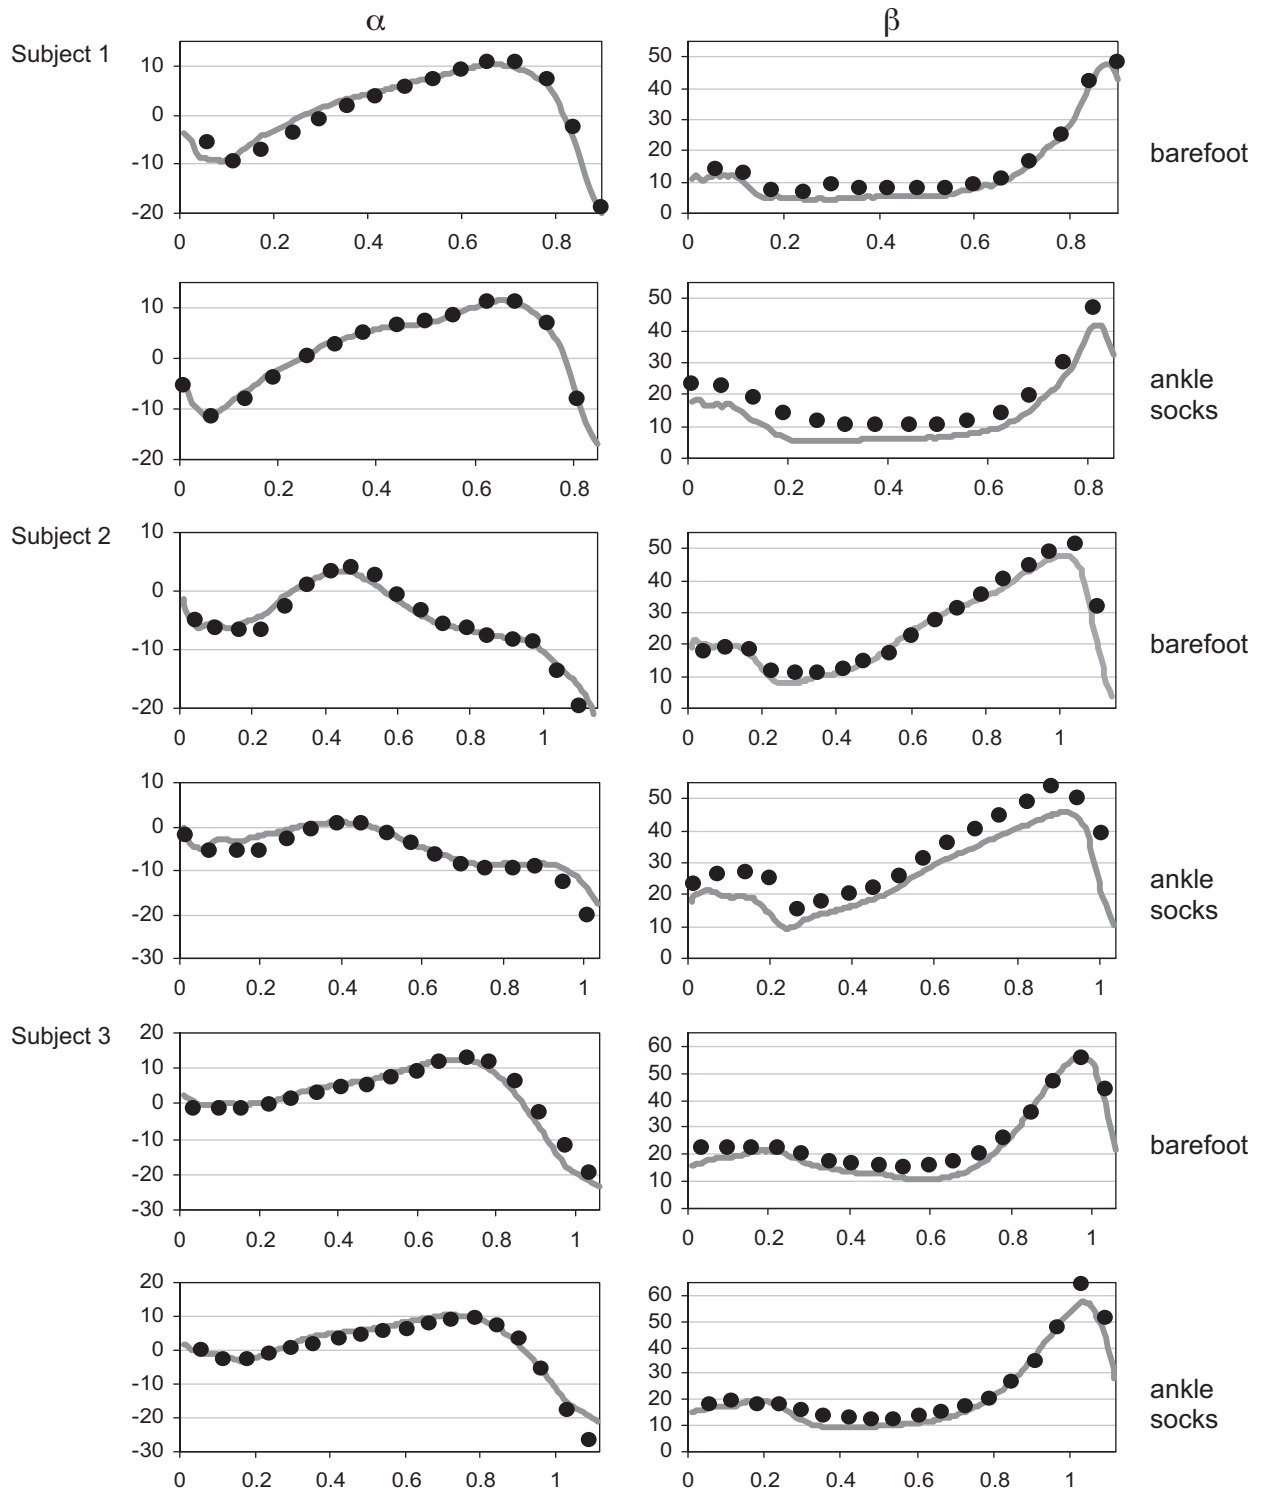 α β
Subject 1
10 0 -10 -20
0 0.2 0.4 0.6 0.8
50 40 30 20 10 0
0 0.2 0.4 0.6 0.8
barefoot
10 0 -10 -20
0 0.2 0.4 0.6 0.8
50 40 30 20 10 0
0 0.2 0.4 0.6 0.8
ankle
socks
Subject 2
10 0 -10 -20
0 0.2 0.4 0.6 0.8 1
50 40 30 20 10 0
0 0.2 0.4 0.6 0.8 1
barefoot
10 0 -10 -20 -30
0 0.2 0.4 0.6 0.8 1
50 40 30 20 10 0
0 0.2 0.4 0.6 0.8 1
ankle
socks
Subject 3
20 10 0 -10 -20 -30
0 0.2 0.4 0.6 0.8 1
60 50 40 30 20 10 0
0 0.2 0.4 0.6 0.8 1
barefoot
20 10 0 -10 -20 -30
0 0.2 0.4 0.6 0.8 1
60 50 40 30 20 10 0
0 0.2 0.4 0.6 0.8 1
ankle
socks